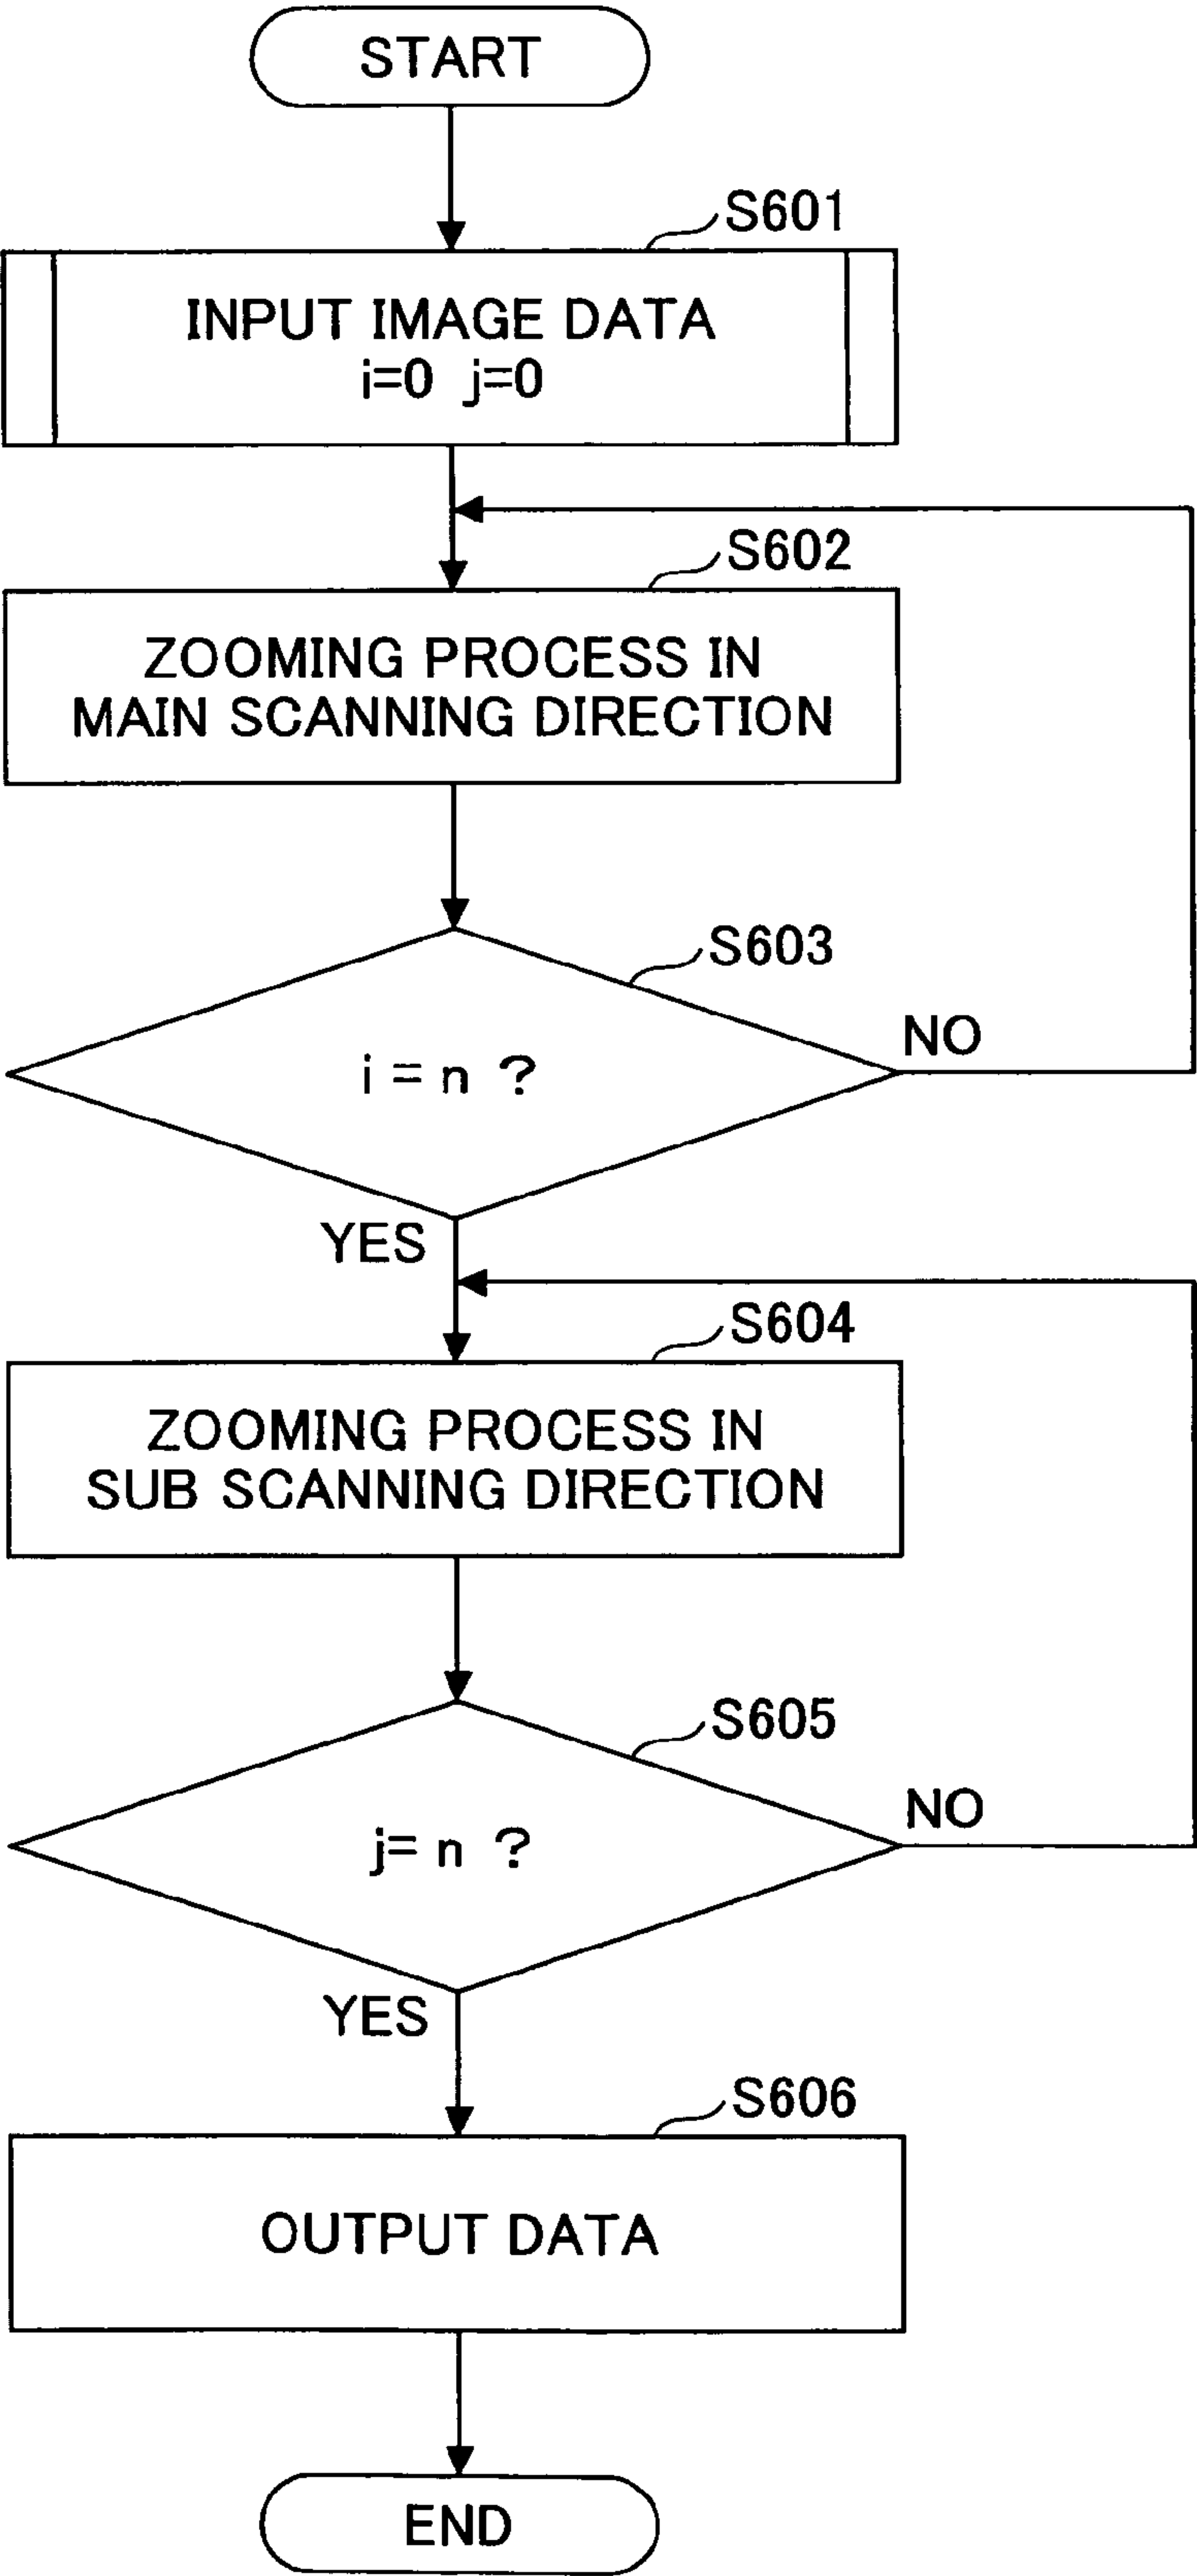 START
S601
INPUT IMAGE DATA
i=0 j=0
S602
ZOOMING PROCESS IN
MAIN SCANNING DIRECTION
S603
i = n ?
NO
YES
S604
ZOOMING PROCESS IN
SUB SCANNING DIRECTION
S605
j= n ?
NO
YES
S606
OUTPUT DATA
END